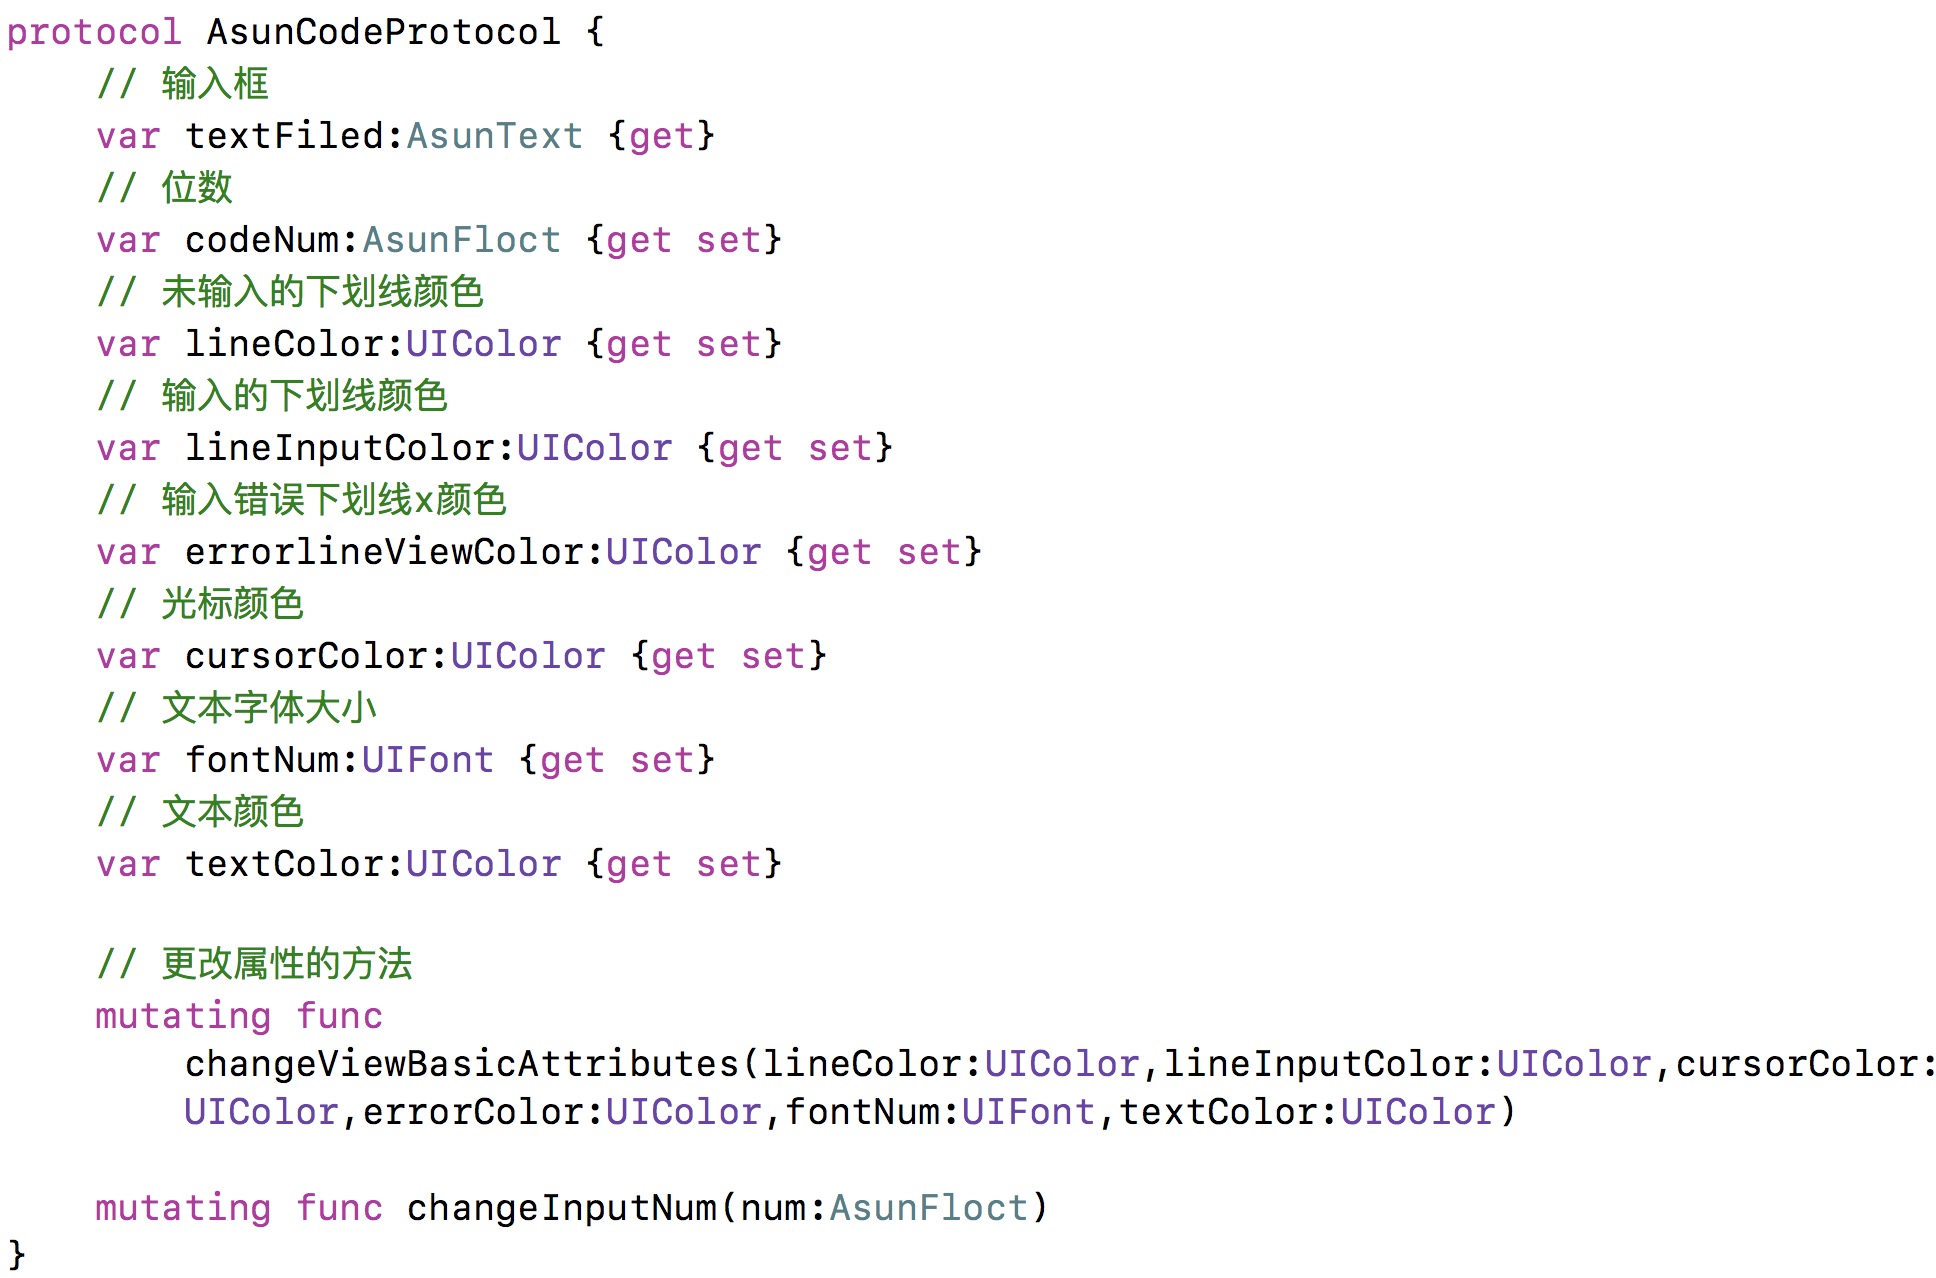 protocol AsunCodeProtocol {
// 输入框
var textFiled:AsunText {get}
// 位数
var codeNum:AsunFloct {get set}
// 未输入的下划线颜色
var lineColor:UIColor {get set}
// 输入的下划线颜色
var lineInputColor:UIColor {get set}
// 输入错误下划线x颜色
var errorlineViewColor:UIColor {get set}
// 光标颜色
var cursorColor:UIColor {get set}
// 文本字体大小
var fontNum:UIFont {get set}
// 文本颜色
var textColor:UIColor {get set}
// 更改属性的方法
mutating func
changeViewBasicAttributes(lineColor:UIColor,lineInputColor:UIColor,cursorColor:
UIColor,errorColor:UIColor,fontNum:UIFont,textColor:UIColor)
mutating func changeInputNum(num:AsunFloct)
}